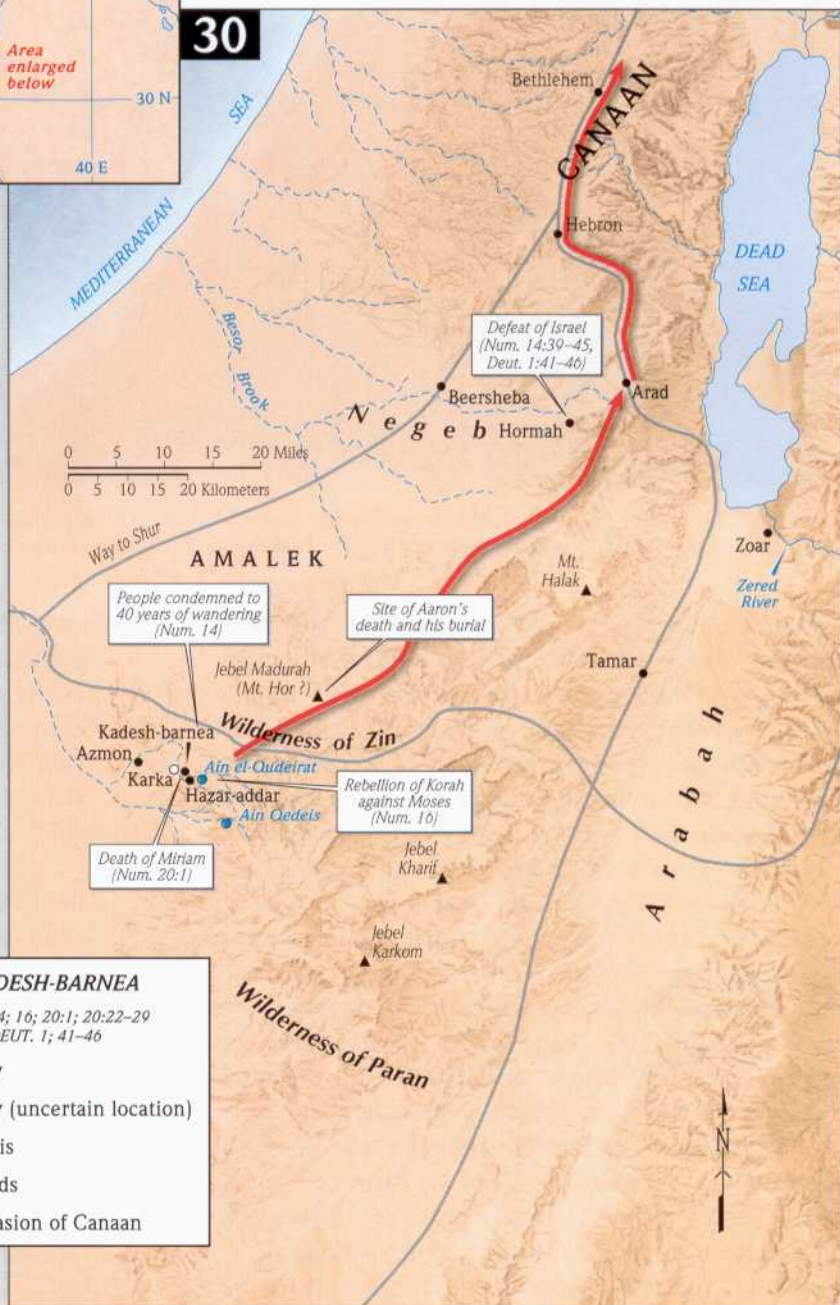 Area
enlarged
below
30 N
40 E
30
SEA
MEDITERRANEAN
Bethlehem
CANAAN
Hebron
DEAD
SEA
Besor
Brook
Defeat of Israel
(Num. 14:39–45,
Deut. 1:41–46)
Beersheba
Arad
Negeb
Hormah
0 5 10 15 20 Miles
0 5 10 15 20 Kilometers
Way to Shur
AMALEK
Zoar
Zered
River
Mt.
Halak
People condemned to
40 years of wandering
(Num. 14)
Site of Aaron's
death and his burial
Jebel Madurah
(Mt. Hor ?)
Tamar
Wilderness of Zin
Kadesh-barnea
Azmon
Karka
Ain el-Qudeirat
Hazar-addar
Ain Qedeis
Rebellion of Korah
against Moses
(Num. 16)
Arabah
Death of Miriam
(Num. 20:1)
Jebel
Kharif
Jebel
Karkom
Wilderness of Paran
DESH-BARNEA
4; 16; 20:1; 20:22–29
EUT. 1; 41–46
y (uncertain location)
is
ds
asion of Canaan
N